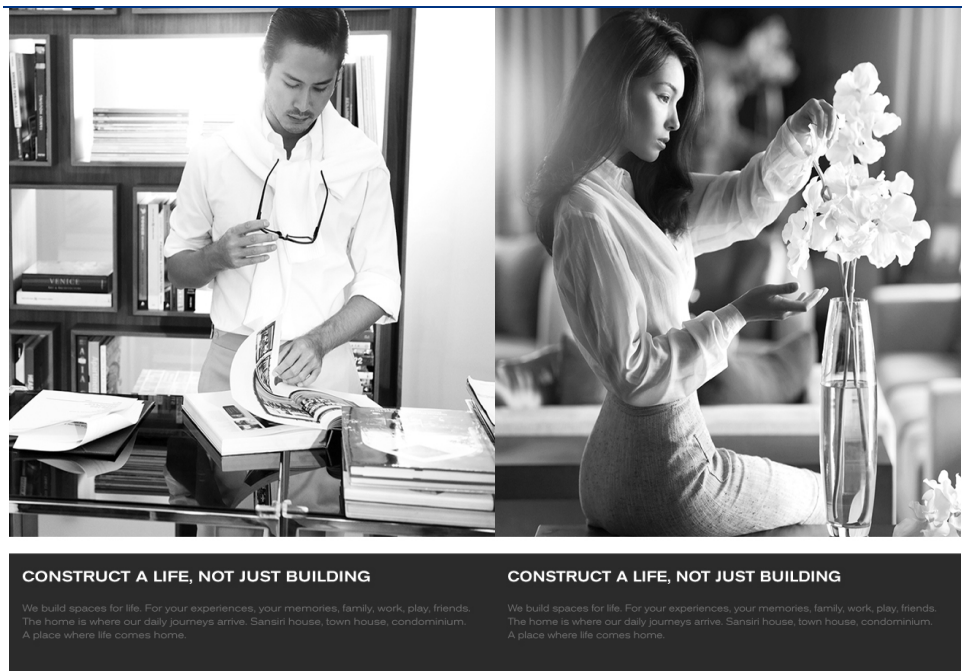 VENICE
CONSTRUCT A LIFE, NOT JUST BUILDING
We build spaces for life. For your experiences, your memories, family, work, play, friends.
The home is where our daily journeys arrive. Sansiri house, town house, condominium.
A place where life comes home.
CONSTRUCT A LIFE, NOT JUST BUILDING
We build spaces for life. For your experiences, your memories, family, work, play, friends.
The home is where our daily journeys arrive. Sansiri house, town house, condominium.
A place where life comes home.